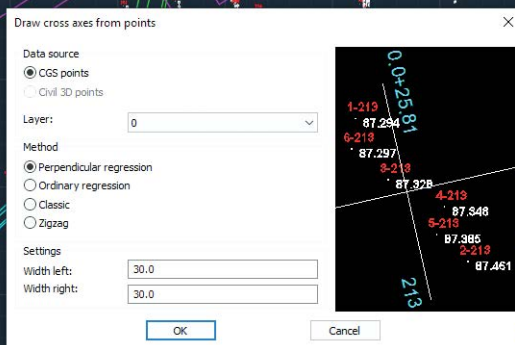 Draw cross axes from points
Data source
CGS points
Civil 3D points
Layer:
0
Method
Perpendicular regression
Ordinary regression
Classic
Zigzag
Settings
Width left:
30.0
Width right:
30.0
OK
Cancel
0.0+25.81
1-213
87.294
6-213
87.297
3-213
87.328
4-213
87.346
5-213
87.385
2-213
87.461
213